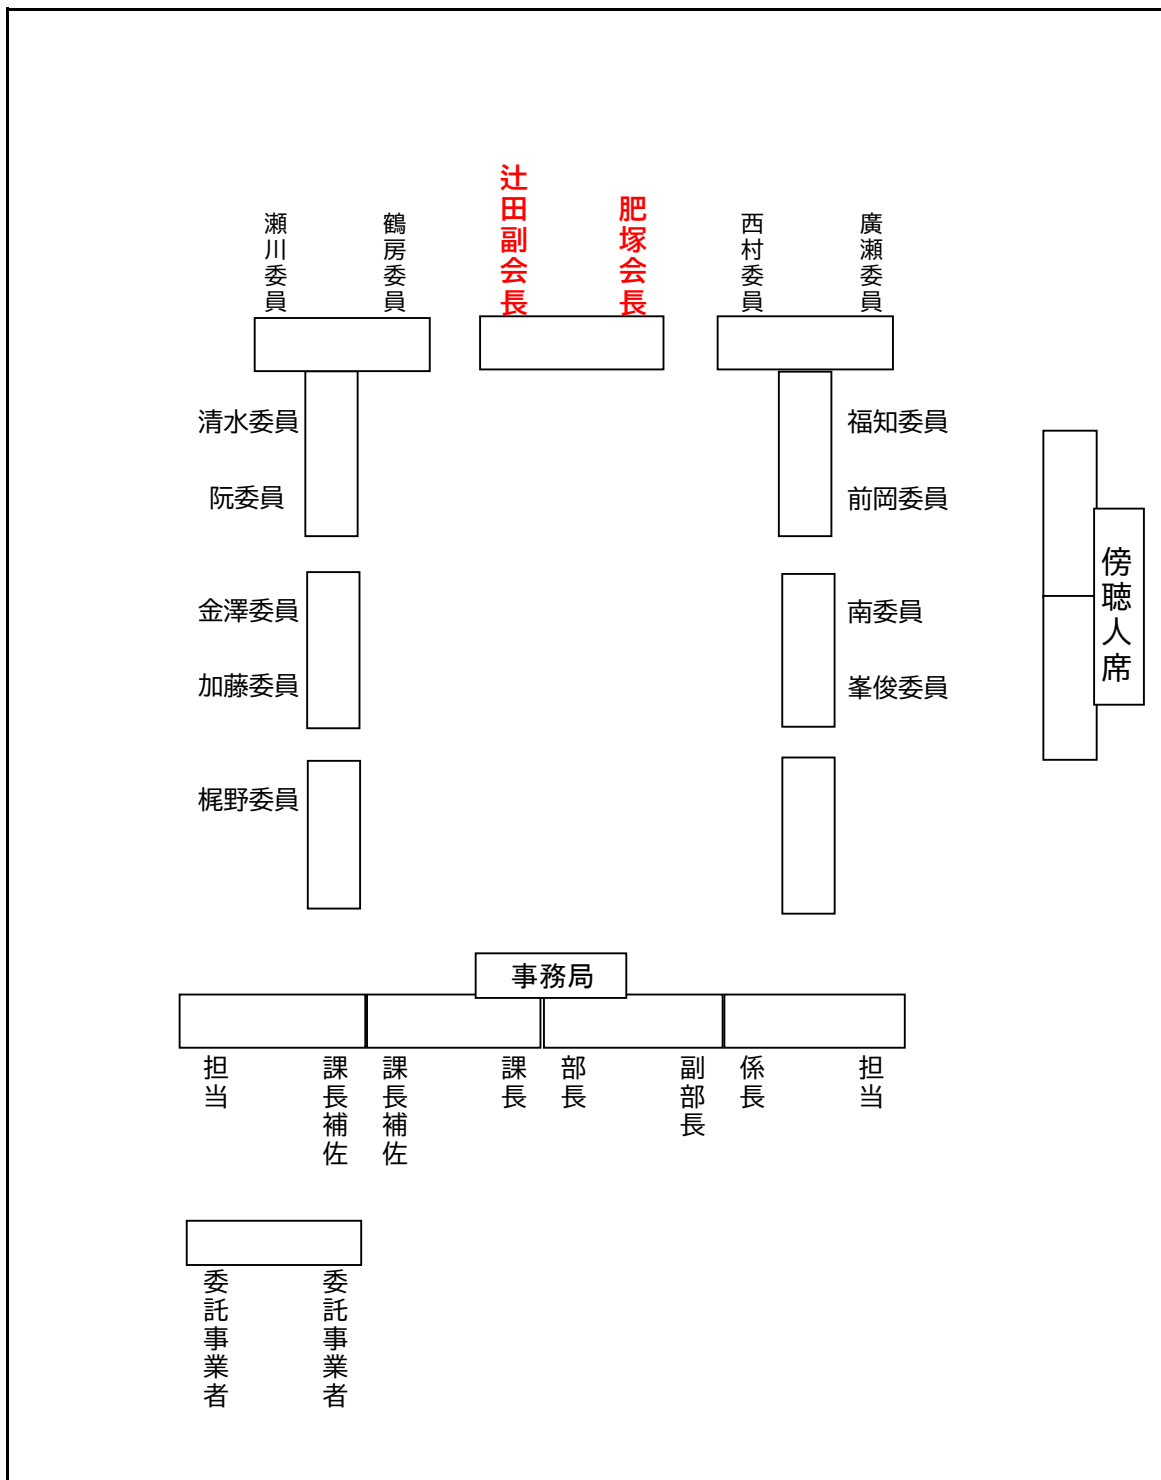 瀬川委員
鶴房委員
辻田副会長
肥塚会長
西村委員
廣瀬委員
清水委員
福知委員
阮委員
前岡委員
傍聴人席
金澤委員
南委員
加藤委員
峯俊委員
梶野委員
事務局
担当
課長補佐
課長補佐
課長
部長
副部長
係長
担当
委託事業者
委託事業者